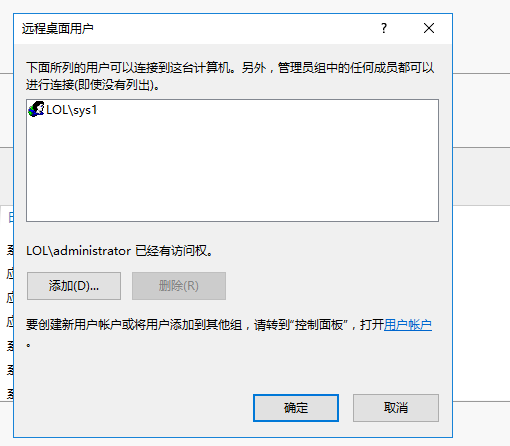 远程桌面用户
?
下面所列的用户可以连接到这台计算机。另外，管理员组中的任何成员都可以
进行连接(即使没有列出)。
LOL\sys1
LOL\administrator 已经有访问权。
添加(D)...
删除(R)
要创建新用户帐户或将用户添加到其他组，请转到"控制面板"，打开用户帐户
。
确定
取消